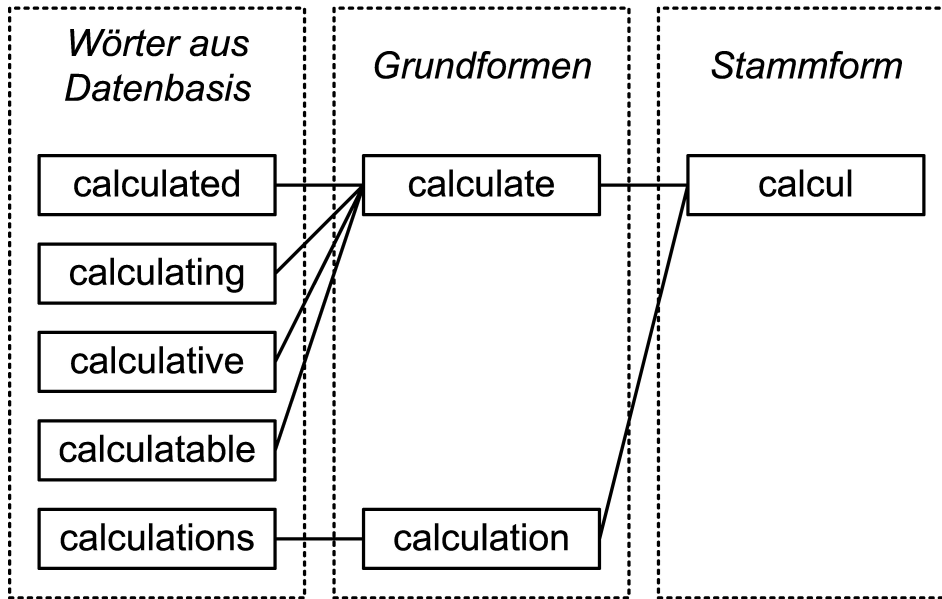 Wörter aus
Datenbasis
calculated
calculating
calculative
calculatable
calculations
Grundformen
calculate
calculation
Stammform
calcul